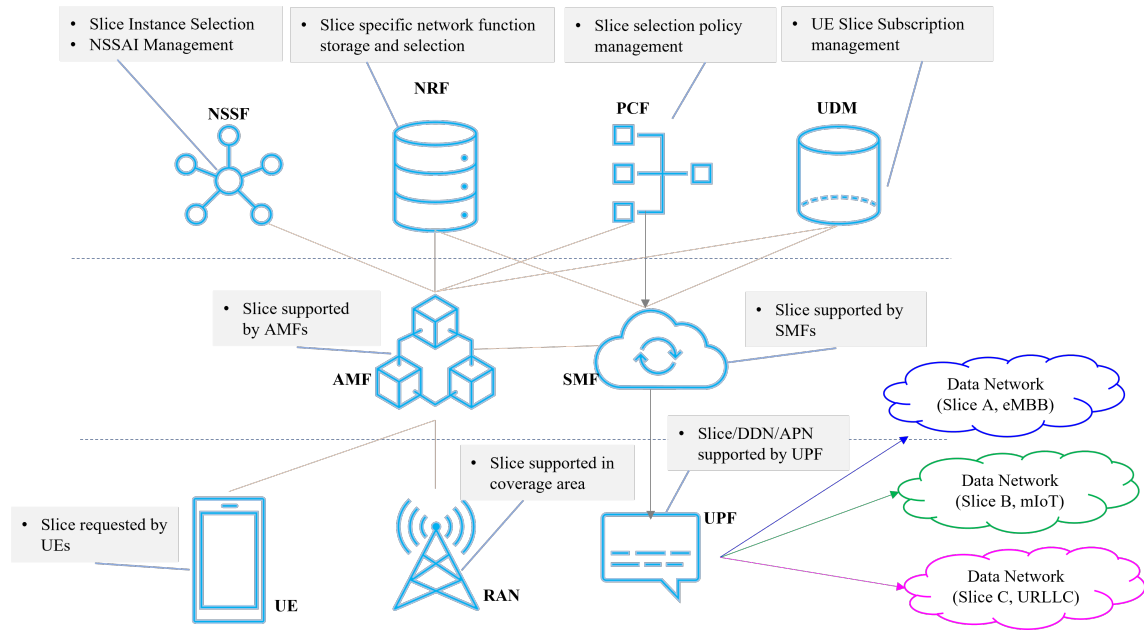 • Slice Instance Selection
• NSSAI Management
• Slice specific network function
storage and selection
• Slice selection policy
management
• UE Slice Subscription
management
NSSF
NRF
PCF
UDM
• Slice supported
by AMFs
• Slice supported by
SMFs
AMF
SMF
Data Network
(Slice A, eMBB)
• Slice/DDN/APN
supported by UPF
• Slice supported in
coverage area
Data Network
(Slice B, mIoT)
• Slice requested by
UEs
UPF
Data Network
(Slice C, URLLC)
UE
RAN